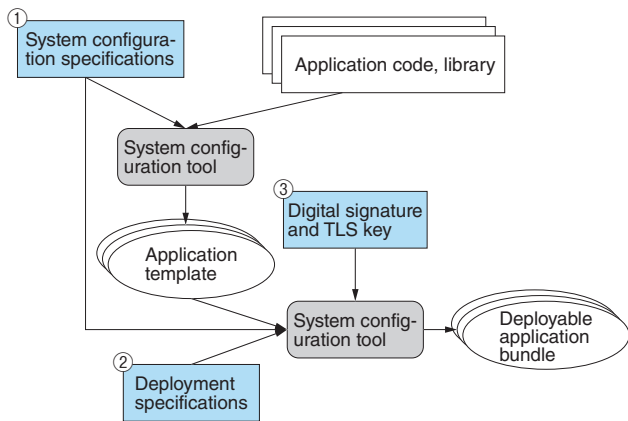 ①
System configura-
tion specifications
Application code, library
System config-
uration tool
③
Digital signature
and TLS key
Application
template
System config-
uration tool
Deployable
application
bundle
②
Deployment
specifications